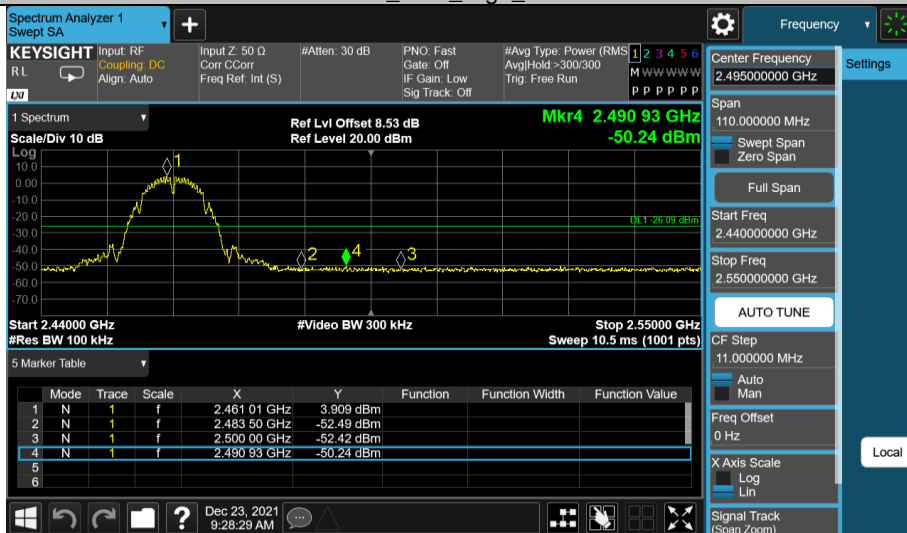 Spectrum Analyzer 1
Swept SA
Frequency
Settings
KEYSIGHT
R L
LXI
Input: RF
Coupling: DC
Align: Auto
Input Z: 50 Ω
Corr CCorr
Freq Ref: Int (S)
#Atten: 30 dB
PNO: Fast
Gate: Off
IF Gain: Low
Sig Track: Off
#Avg Type: Power (RMS
Avg|Hold:>300/300
Trig: Free Run
1 2 3 4 5 6
M W W W W W
P P P P P P
1 Spectrum
Scale/Div 10 dB
Log
Ref Lvl Offset 8.53 dB
Ref Level 20.00 dBm
Mkr4 2.490 93 GHz
-50.24 dBm
10.0
0.00
-10.0
-20.0
-30.0
-40.0
-50.0
-60.0
-70.0
1
2
4
3
DL1 -26.09 dBm
Start 2.44000 GHz
#Res BW 100 kHz
#Video BW 300 kHz
Stop 2.55000 GHz
Sweep 10.5 ms (1001 pts)
5 Marker Table
Mode Trace Scale X Y Function Function Width Function Value
1 N 1 f 2.461 01 GHz 3.909 dBm
2 N 1 f 2.483 50 GHz -52.49 dBm
3 N 1 f 2.500 00 GHz -52.42 dBm
4 N 1 f 2.490 93 GHz -50.24 dBm
5
6
?
Dec 23, 2021
9:28:29 AM
Center Frequency
2.495000000 GHz
Span
110.000000 MHz
Swept Span
Zero Span
Full Span
Start Freq
2.440000000 GHz
Stop Freq
2.550000000 GHz
AUTO TUNE
CF Step
11.000000 MHz
Auto
Man
Freq Offset
0 Hz
X Axis Scale
Log
Lin
Signal Track
(Span Zoom)
Local